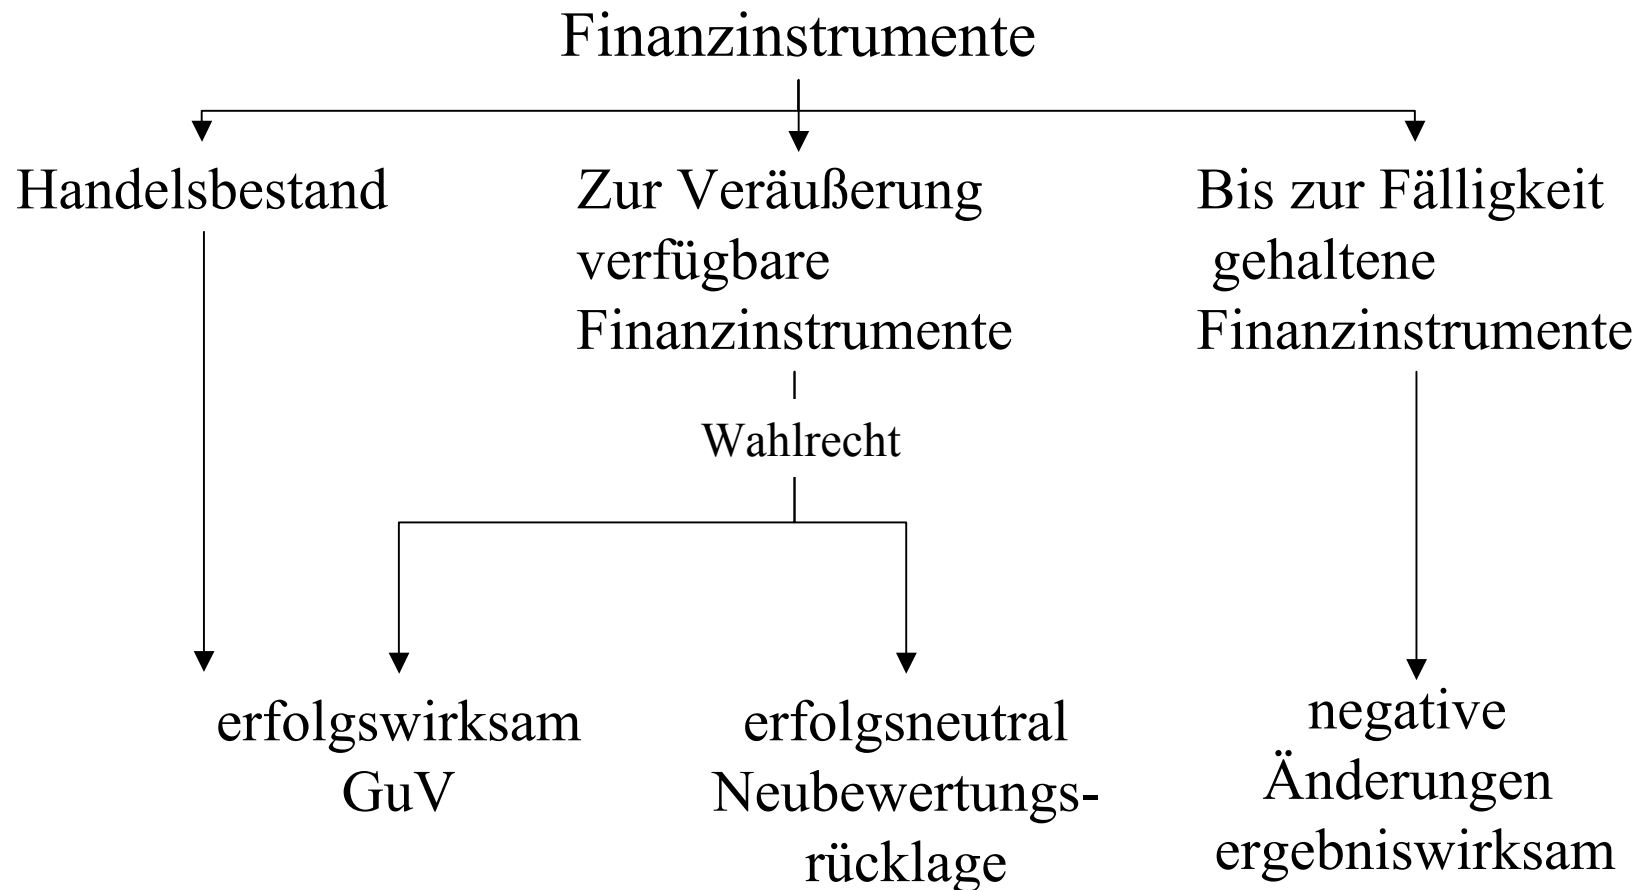 Finanzinstrumente
Handelsbestand
Zur Veräußerung
verfügbare
Finanzinstrumente
Bis zur Fälligkeit
gehaltene
Finanzinstrumente
Wahlrecht
erfolgswirksam
GuV
erfolgsneutral
Neubewertungs-
rücklage
negative
Änderungen
ergebniswirksam